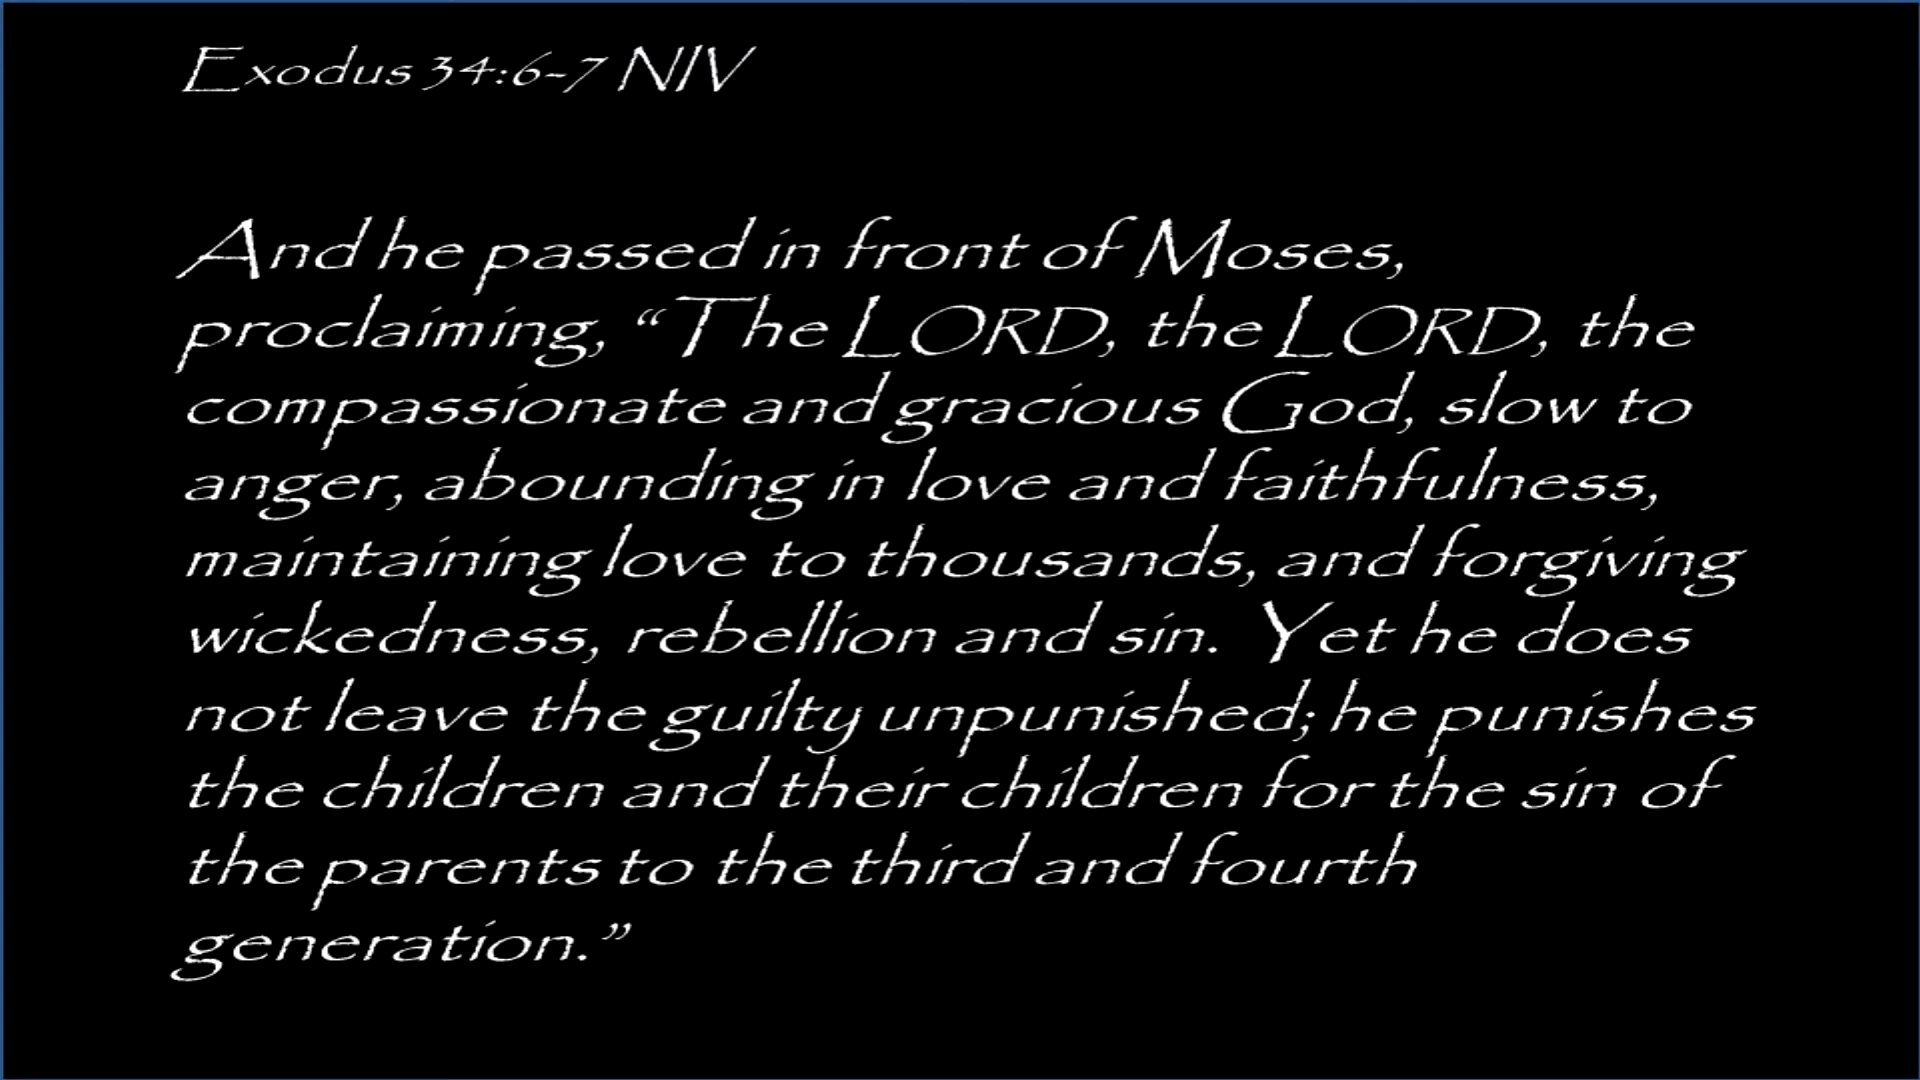 Exodus 34:6-7 NIV
And he passed in front of Moses,
proclaiming, “The LORD, the LORD, the
compassionate and gracious God, slow to
anger, abounding in love and faithfulness,
maintaining love to thousands, and forgiving
wickedness, rebellion and sin. Yet he does
not leave the guilty unpunished; he punishes
the children and their children for the sin of
the parents to the third and fourth
generation.”